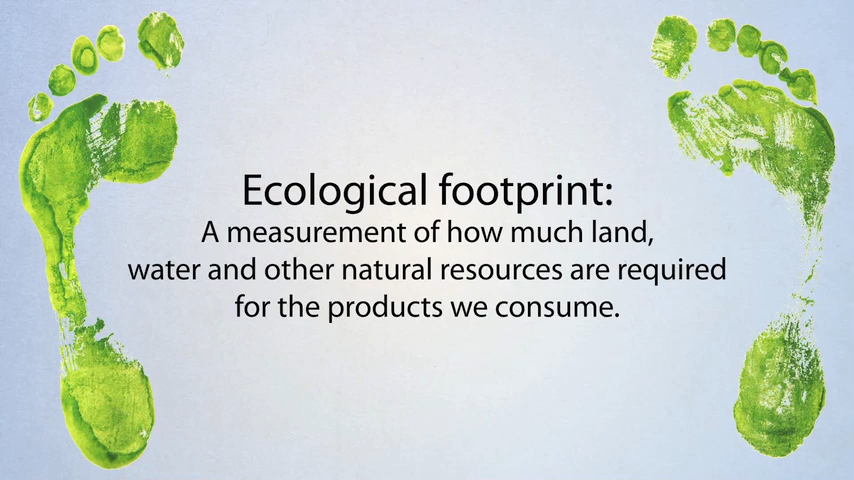 Ecological footprint:
A measurement of how much land,
water and other natural resources are required
for the products we consume.